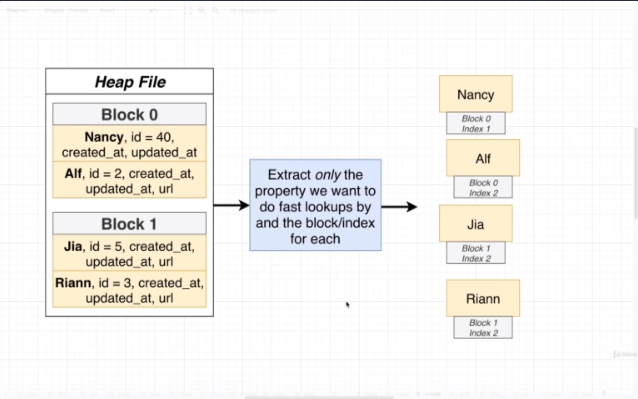 Heap File
Block 0
Nancy, id = 40,
created_at, updated_at
Alf, id = 2, created_at,
updated_at, url
Block 1
Jia, id = 5, created_at,
updated_at, url
Riann, id = 3, created_at,
updated_at, url
Extract only the
property we want to
do fast lookups by
and the block/index
for each
Nancy
Block 0
Index 1
Alf
Block 0
Index 2
Jia
Block 1
Index 2
Riann
Block 1
Index 2